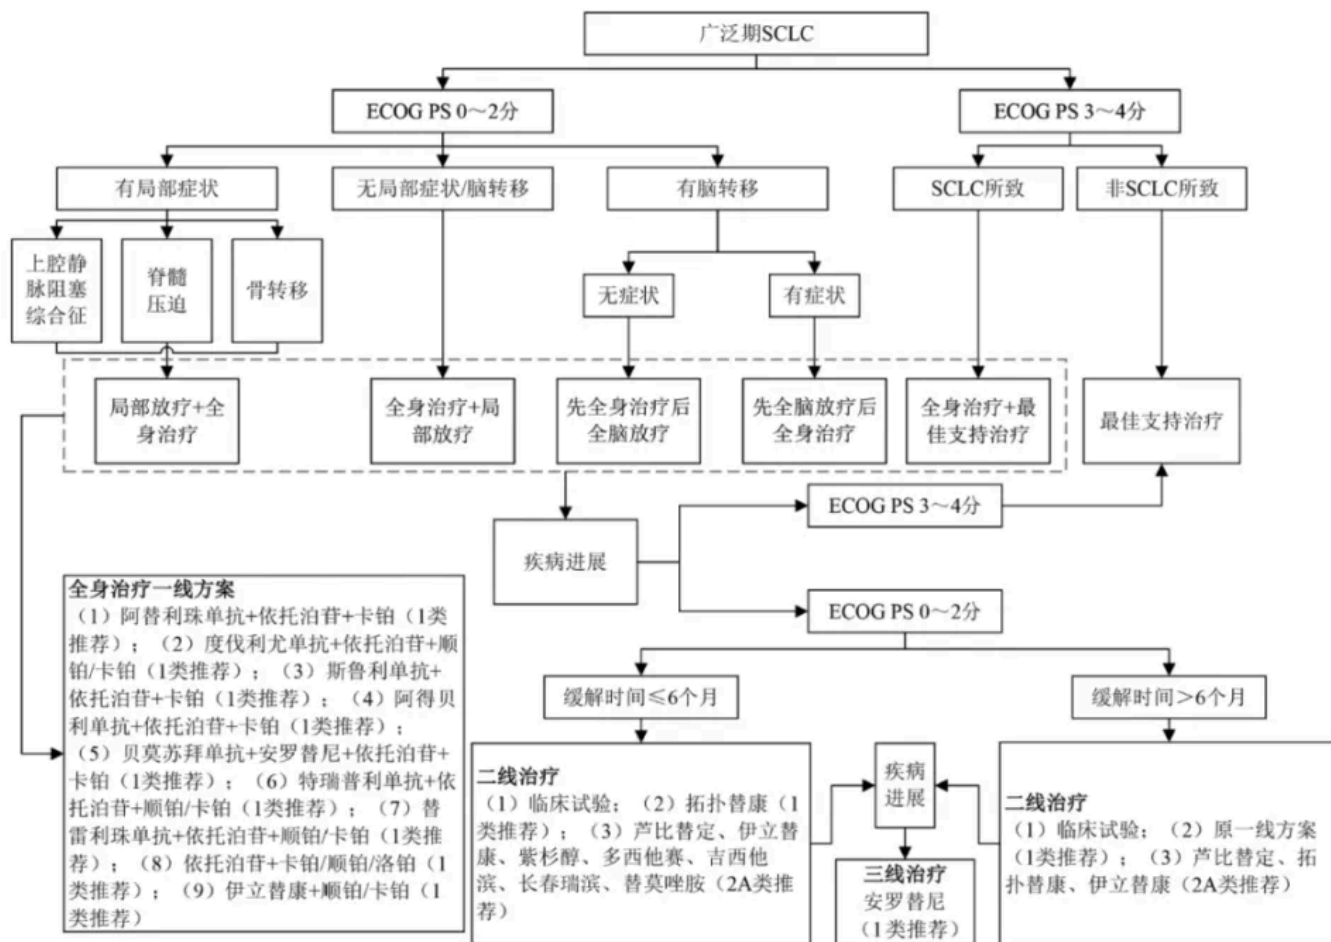 广泛期SCLC
ECOG PS 0～2分
ECOG PS 3～4分
有局部症状
无局部症状/脑转移
有脑转移
SCLC所致
非SCLC所致
上腔静
脉阻塞
综合征
脊髓
压迫
骨转移
无症状
有症状
局部放疗+全
身治疗
全身治疗+局
部放疗
先全身治疗后
全脑放疗
先全脑放疗后
全身治疗
全身治疗+最
佳支持治疗
最佳支持治疗
疾病进展
ECOG PS 3～4分
ECOG PS 0～2分
全身治疗一线方案
（1）阿替利珠单抗+依托泊苷+卡铂（1类
推荐）；（2）度伐利尤单抗+依托泊苷+顺
铂/卡铂（1类推荐）；（3）斯鲁利单抗+
依托泊苷+卡铂（1类推荐）；（4）阿得贝
利单抗+依托泊苷+卡铂（1类推荐）；
（5）贝莫苏拜单抗+安罗替尼+依托泊苷+
卡铂（1类推荐）；（6）特瑞普利单抗+依
托泊苷+顺铂/卡铂（1类推荐）；（7）替
雷利珠单抗+依托泊苷+顺铂/卡铂（1类推
荐）；（8）依托泊苷+卡铂/顺铂/洛铂（1
类推荐）；（9）伊立替康+顺铂/卡铂（1
类推荐）
缓解时间≤6个月
缓解时间＞6个月
二线治疗
（1）临床试验；（2）拓扑替康（1
类推荐）；（3）芦比替定、伊立替
康、紫杉醇、多西他赛、吉西他
滨、长春瑞滨、替莫唑胺（2A类推
荐）
疾病
进展
三线治疗
安罗替尼
（1类推荐）
二线治疗
（1）临床试验；（2）原一线方案
（1类推荐）；（3）芦比替定、拓
扑替康、伊立替康（2A类推荐）